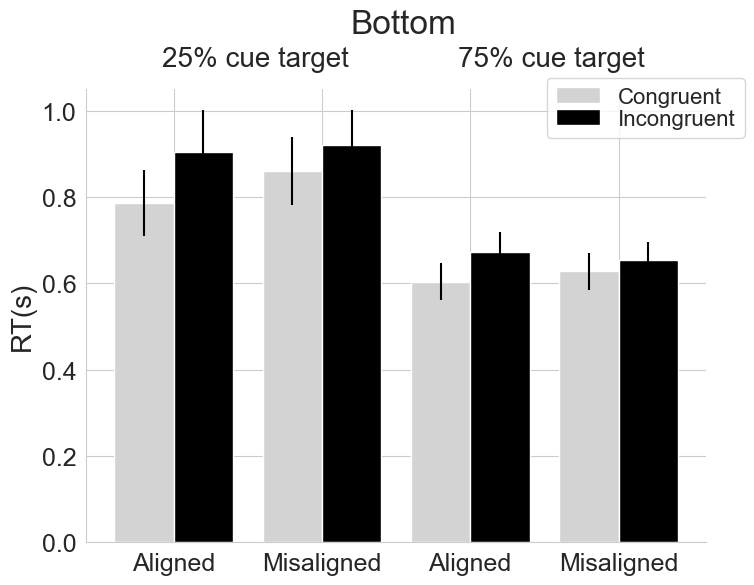 Bottom
25% cue target 75% cue target
Congruent
Incongruent
1.0
0.8
0.6
0.4
0.2
0.0
RT(s)
Aligned Misaligned Aligned Misaligned